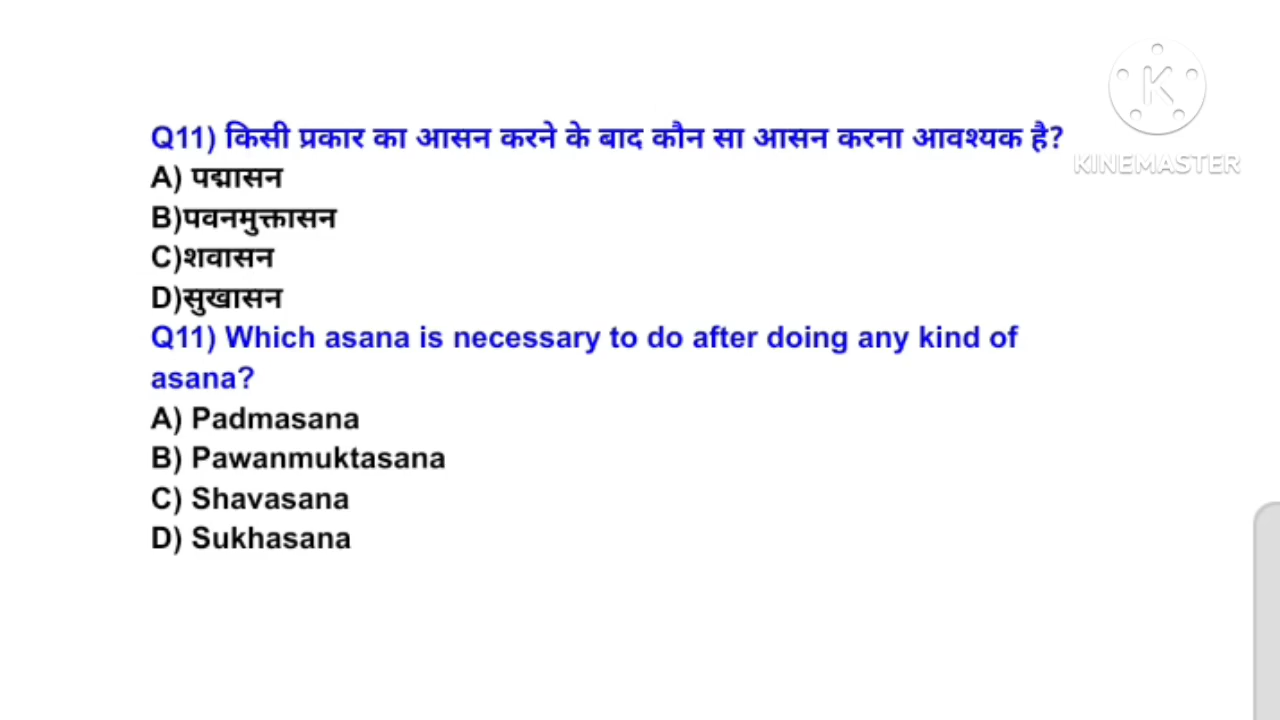 Q11) किसी प्रकार का आसन करने के बाद कौन सा आसन करना आवश्यक है?
A) पद्मासन
B)पवनमुक्तासन
C)शवासन
D)सुखासन
Q11) Which asana is necessary to do after doing any kind of
asana?
A) Padmasana
B) Pawanmuktasana
C) Shavasana
D) Sukhasana
K
KINEMASTER